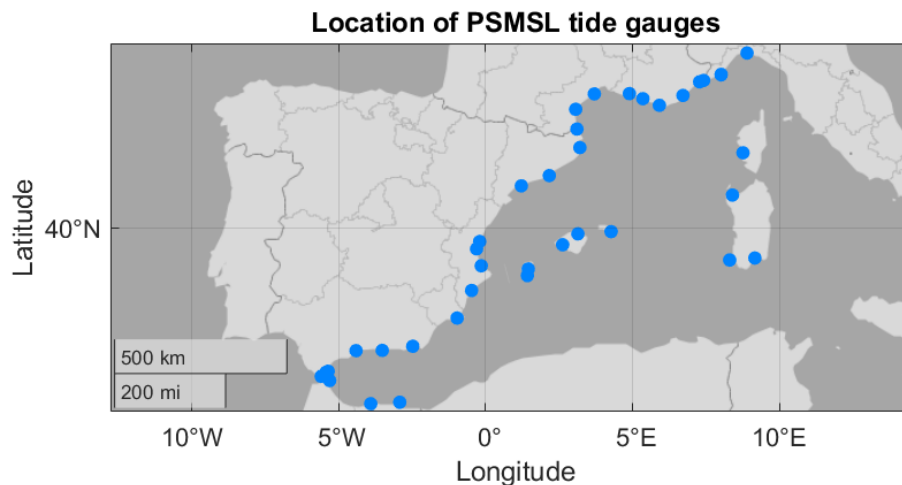 Location of PSMSL tide gauges
Latitude
40°N
500 km
200 mi
10°W
5°W
0°
5°E
10°E
Longitude